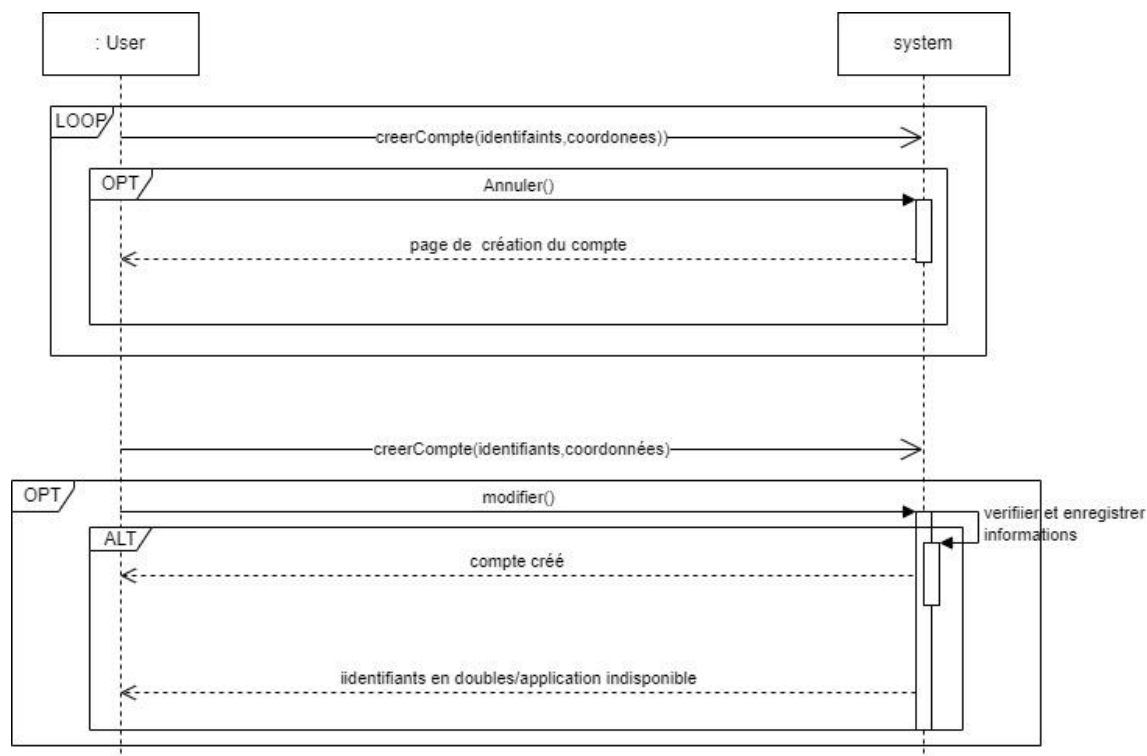 : User
system
LOOP
creerCompte(identifaints,coordonees))
OPT
Annuler()
page de création du compte
creerCompte(identifiants,coordonnées)
OPT
modifier()
verifiier et enregistrer
informations
ALT
compte créé
iidentifiants en doubles/application indisponible